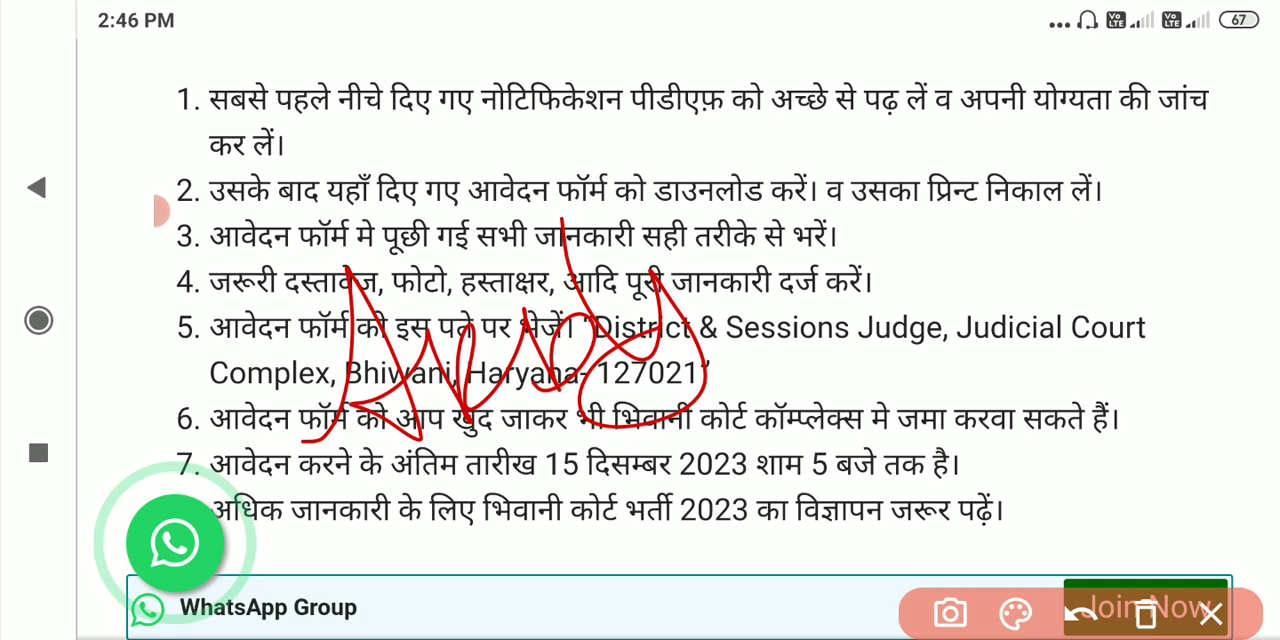 2:46 PM
67
1. सबसे पहले नीचे दिए गए नोटिफिकेशन पीडीएफ़ को अच्छे से पढ़ लें व अपनी योग्यता की जांच
कर लें।
2. उसके बाद यहाँ दिए गए आवेदन फॉर्म को डाउनलोड करें। व उसका प्रिन्ट निकाल लें।
3. आवेदन फॉर्म मे पूछी गई सभी जानकारी सही तरीके से भरें।
4. जरूरी दस्तावेज, फोटो, हस्ताक्षर, आदि पूरी जानकारी दर्ज करें।
5. आवेदन फॉर्म को इस पते पर भेजें। "District & Sessions Judge, Judicial Court
Complex, Bhiwani, Haryana- 127021"
6. आवेदन फॉर्म को आप खुद जाकर भी भिवानी कोर्ट कॉम्प्लेक्स मे जमा करवा सकते हैं।
7. आवेदन करने के अंतिम तारीख 15 दिसम्बर 2023 शाम 5 बजे तक है।
अधिक जानकारी के लिए भिवानी कोर्ट भर्ती 2023 का विज्ञापन जरूर पढ़ें।
WhatsApp Group
Join Now